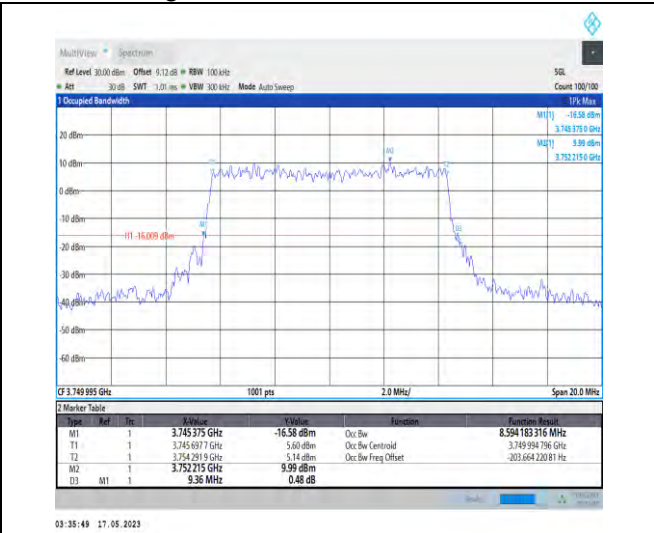 MultiView Spectrum
Ref Level 30.00 dBm Offset 9.12 dB RBW 100 kHz SGL
Att 30 dB SWT 1.01 ms VBW 300 kHz Mode Auto Sweep Count 100/100
1 Occupied Bandwidth 1Pk Max
M1[1] -16.58 dBm
3.745 375 0 GHz
M2[1] 9.99 dBm
3.752 215 0 GHz
20 dBm
M2
10 dBm
T1 T2
0 dBm
-10 dBm
M1
H1 -16.009 dBm
D3
-20 dBm
-30 dBm
-40 dBm
-50 dBm
-60 dBm
CF 3.749 995 GHz 1001 pts 2.0 MHz/ Span 20.0 MHz
2 Marker Table
Type Ref Trc X-Value Y-Value Function Function Result
M1 1 3.745 375 GHz -16.58 dBm Occ Bw 8.594 183 316 MHz
T1 1 3.745 697 7 GHz 5.60 dBm Occ Bw Centroid 3.749 994 796 GHz
T2 1 3.754 291 9 GHz 5.14 dBm Occ Bw Freq Offset -203.664 220 81 Hz
M2 1 3.752 215 GHz 9.99 dBm
D3 M1 1 9.36 MHz 0.48 dB
03:35:49 17.05.2023